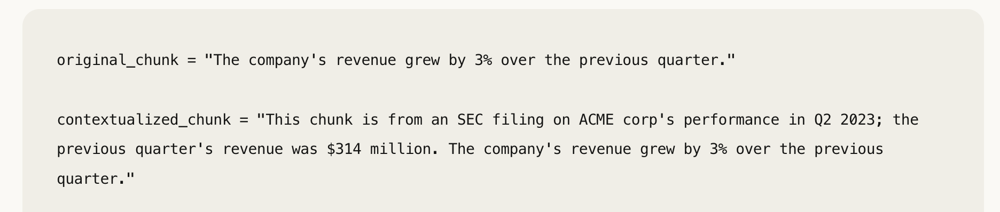 original_chunk = "The company's revenue grew by 3% over the previous quarter."
contextualized_chunk = "This chunk is from an SEC filing on ACME corp's performance in Q2 2023; the
previous quarter's revenue was $314 million. The company's revenue grew by 3% over the previous
quarter."